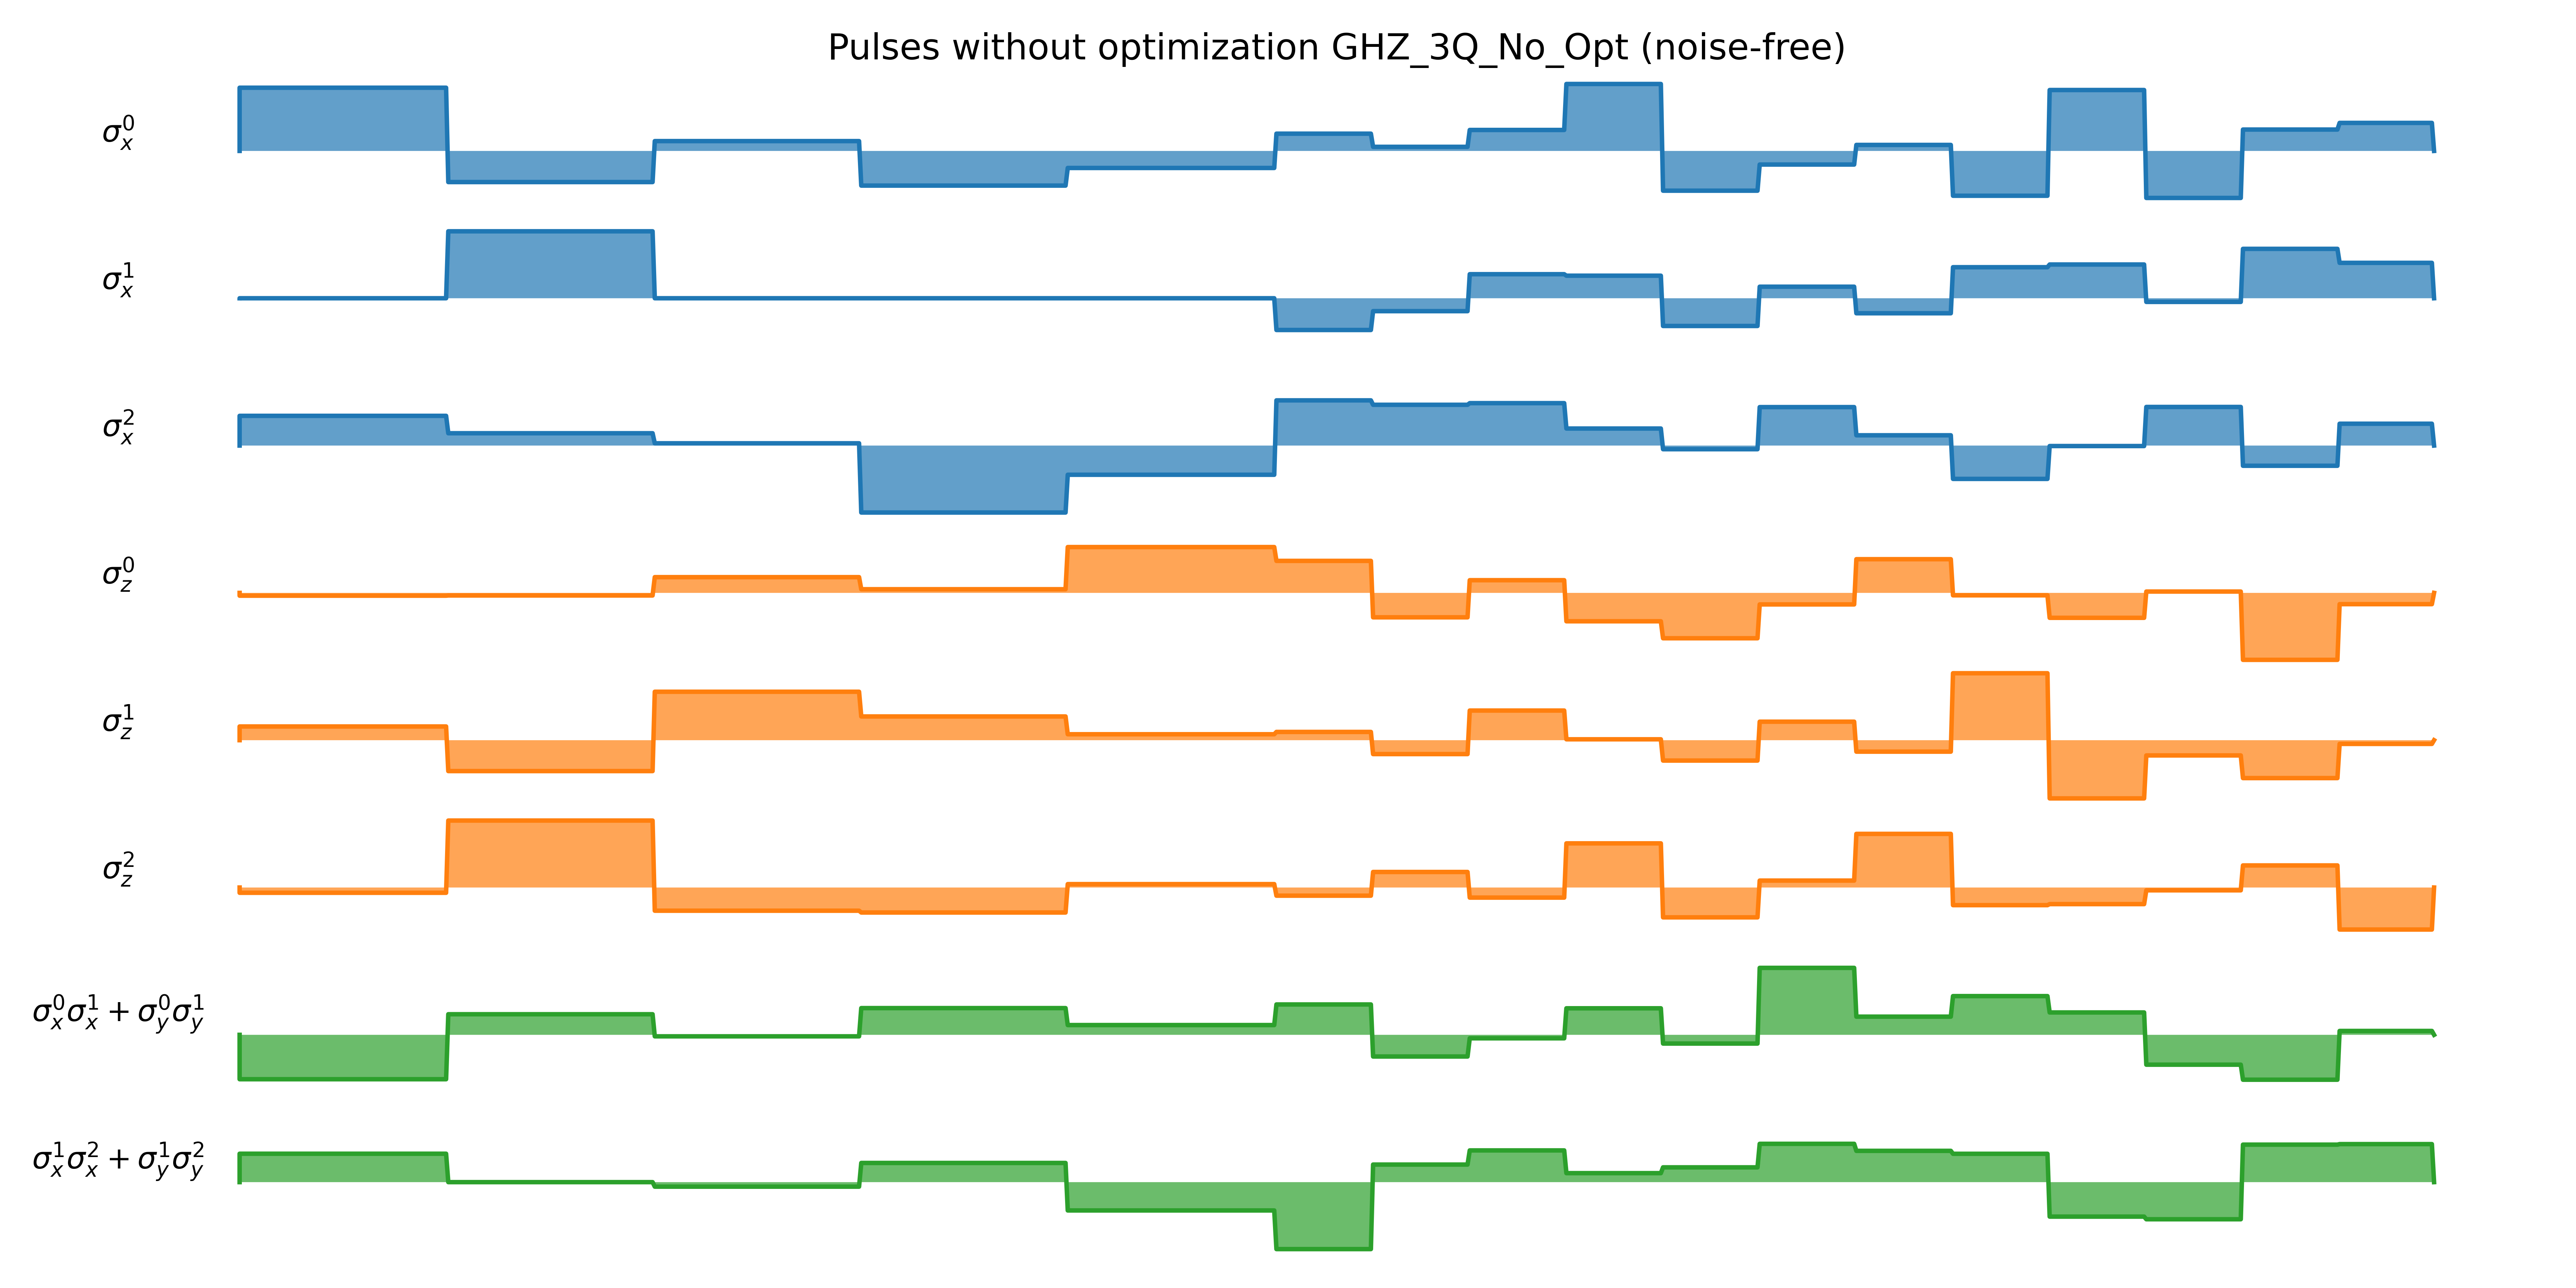 Pulses without optimization GHZ_3Q_No_Opt (noise-free)
σ_x^0
σ_x^1
σ_x^2
σ_z^0
σ_z^1
σ_z^2
σ_x^0σ_x^1 + σ_y^0σ_y^1
σ_x^1σ_x^2 + σ_y^1σ_y^2